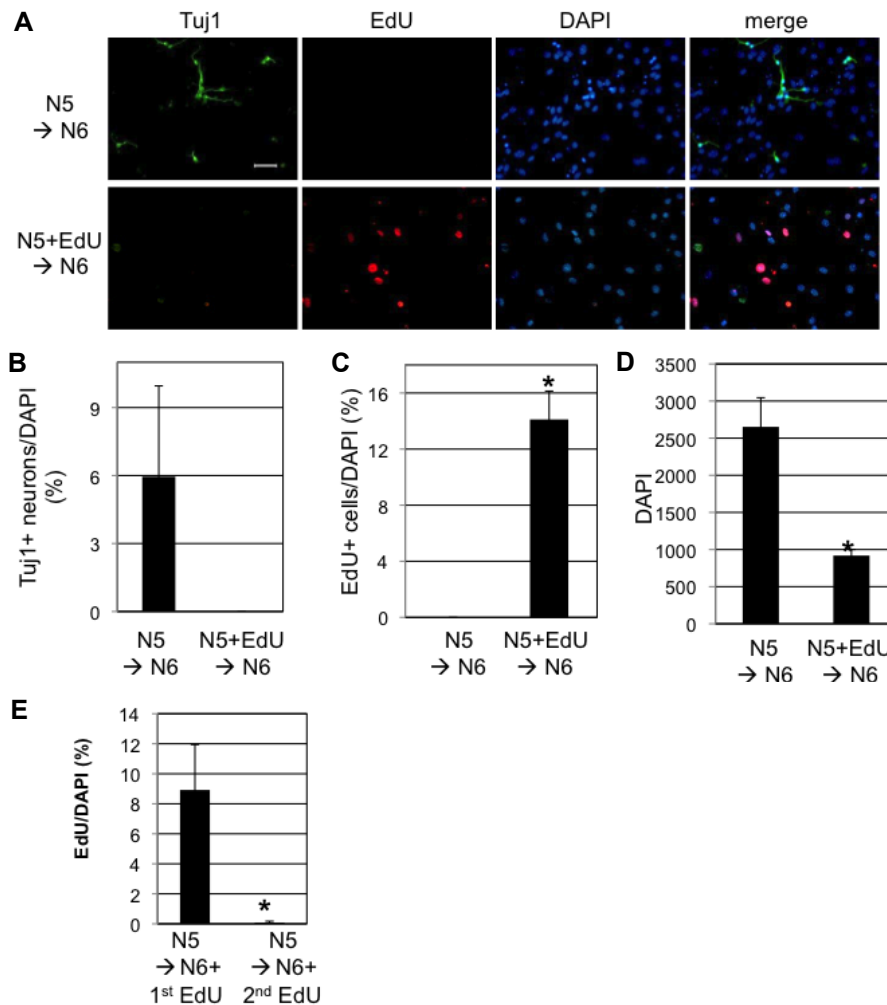 A
Tuj1 EdU DAPI merge
N5
→ N6
N5+EdU
→ N6
B
Tuj1+ neurons/DAPI
(%)
9
6
3
0
N5 N5+EdU
→ N6 → N6
C
EdU+ cells/DAPI (%)
16
12
8
4
0
*
N5 N5+EdU
→ N6 → N6
D
DAPI
3500
3000
2500
2000
1500
1000
500
0
*
N5 N5+EdU
→ N6 → N6
E
EdU/DAPI (%)
14
12
10
8
6
4
2
0
*
N5 N5
→ N6+ → N6+
1st EdU 2nd EdU